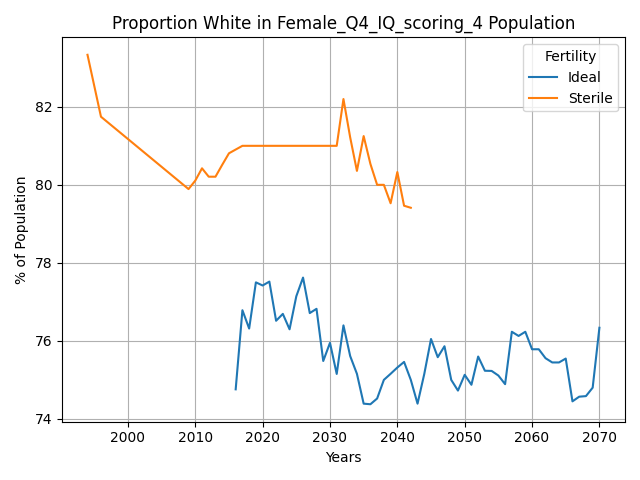 Proportion White in Female_Q4_IQ_scoring_4 Population
Fertility
Ideal
Sterile
% of Population
82
80
78
76
74
2000 2010 2020 2030 2040 2050 2060 2070
Years